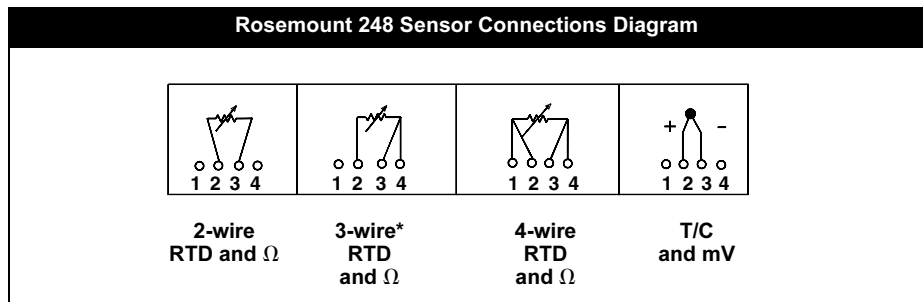 Rosemount 248 Sensor Connections Diagram
+ -
1 2 3 4 1 2 3 4 1 2 3 4 1 2 3 4
2-wire
RTD and Ω
3-wire*
RTD
and Ω
4-wire
RTD
and Ω
T/C
and mV